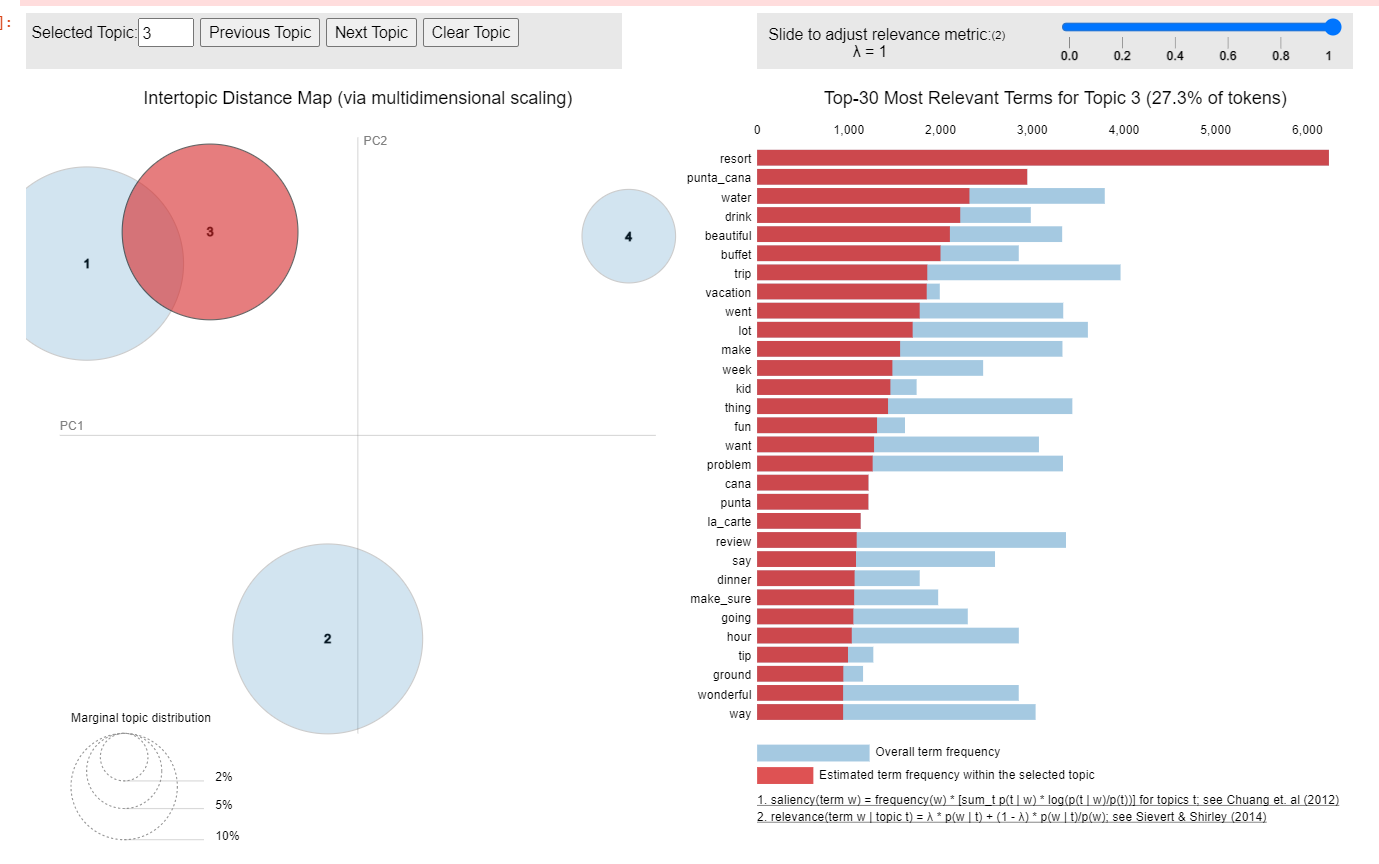 ]:
Selected Topic: 3 Previous Topic Next Topic Clear Topic
Slide to adjust relevance metric:(2)
λ = 1
0.0 0.2 0.4 0.6 0.8 1
Intertopic Distance Map (via multidimensional scaling)
PC2
PC1
1
3
4
2
Marginal topic distribution
2%
5%
10%
Top-30 Most Relevant Terms for Topic 3 (27.3% of tokens)
0 1,000 2,000 3,000 4,000 5,000 6,000
resort
punta_cana
water
drink
beautiful
buffet
trip
vacation
went
lot
make
week
kid
thing
fun
want
problem
cana
punta
la_carte
review
say
dinner
make_sure
going
hour
tip
ground
wonderful
way
Overall term frequency
Estimated term frequency within the selected topic
1. saliency(term w) = frequency(w) * [sum_t p(t | w) * log(p(t | w)/p(t))] for topics t; see Chuang et. al (2012)
2. relevance(term w | topic t) = λ * p(w | t) + (1 - λ) * p(w | t)/p(w); see Sievert & Shirley (2014)